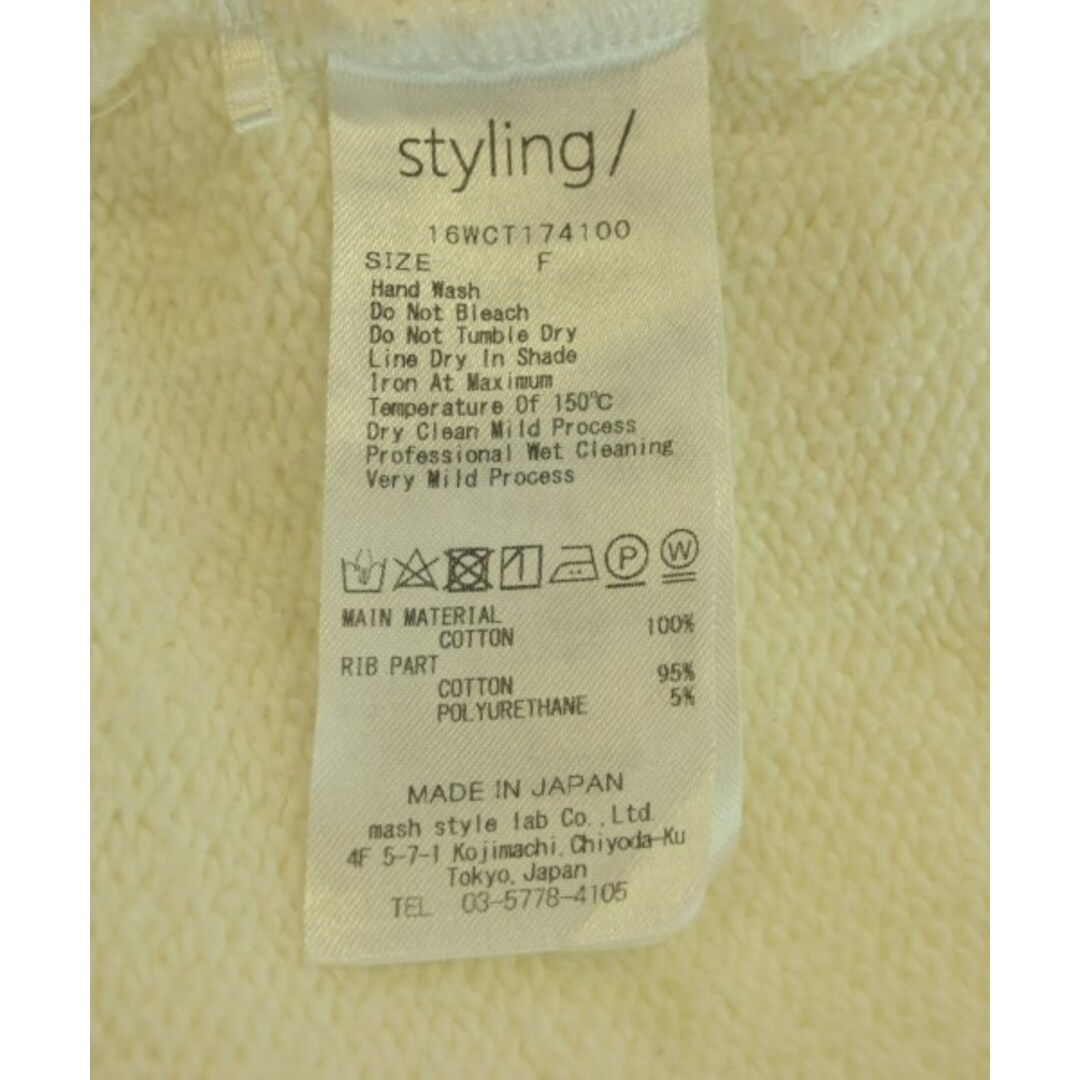 styling/
16WCT174100
SIZE F
Hand Wash
Do Not Bleach
Do Not Tumble Dry
Line Dry In Shade
Iron At Maximum
Temperature Of 150℃
Dry Clean Mild Process
Professional Wet Cleaning
Very Mild Process
P W
MAIN MATERIAL
COTTON 100%
RIB PART
COTTON 95%
POLYURETHANE 5%
MADE IN JAPAN
mash style lab Co.,Ltd.
4F 5-7-1 Kojimachi,Chiyoda-Ku
Tokyo,Japan
TEL 03-5778-4105